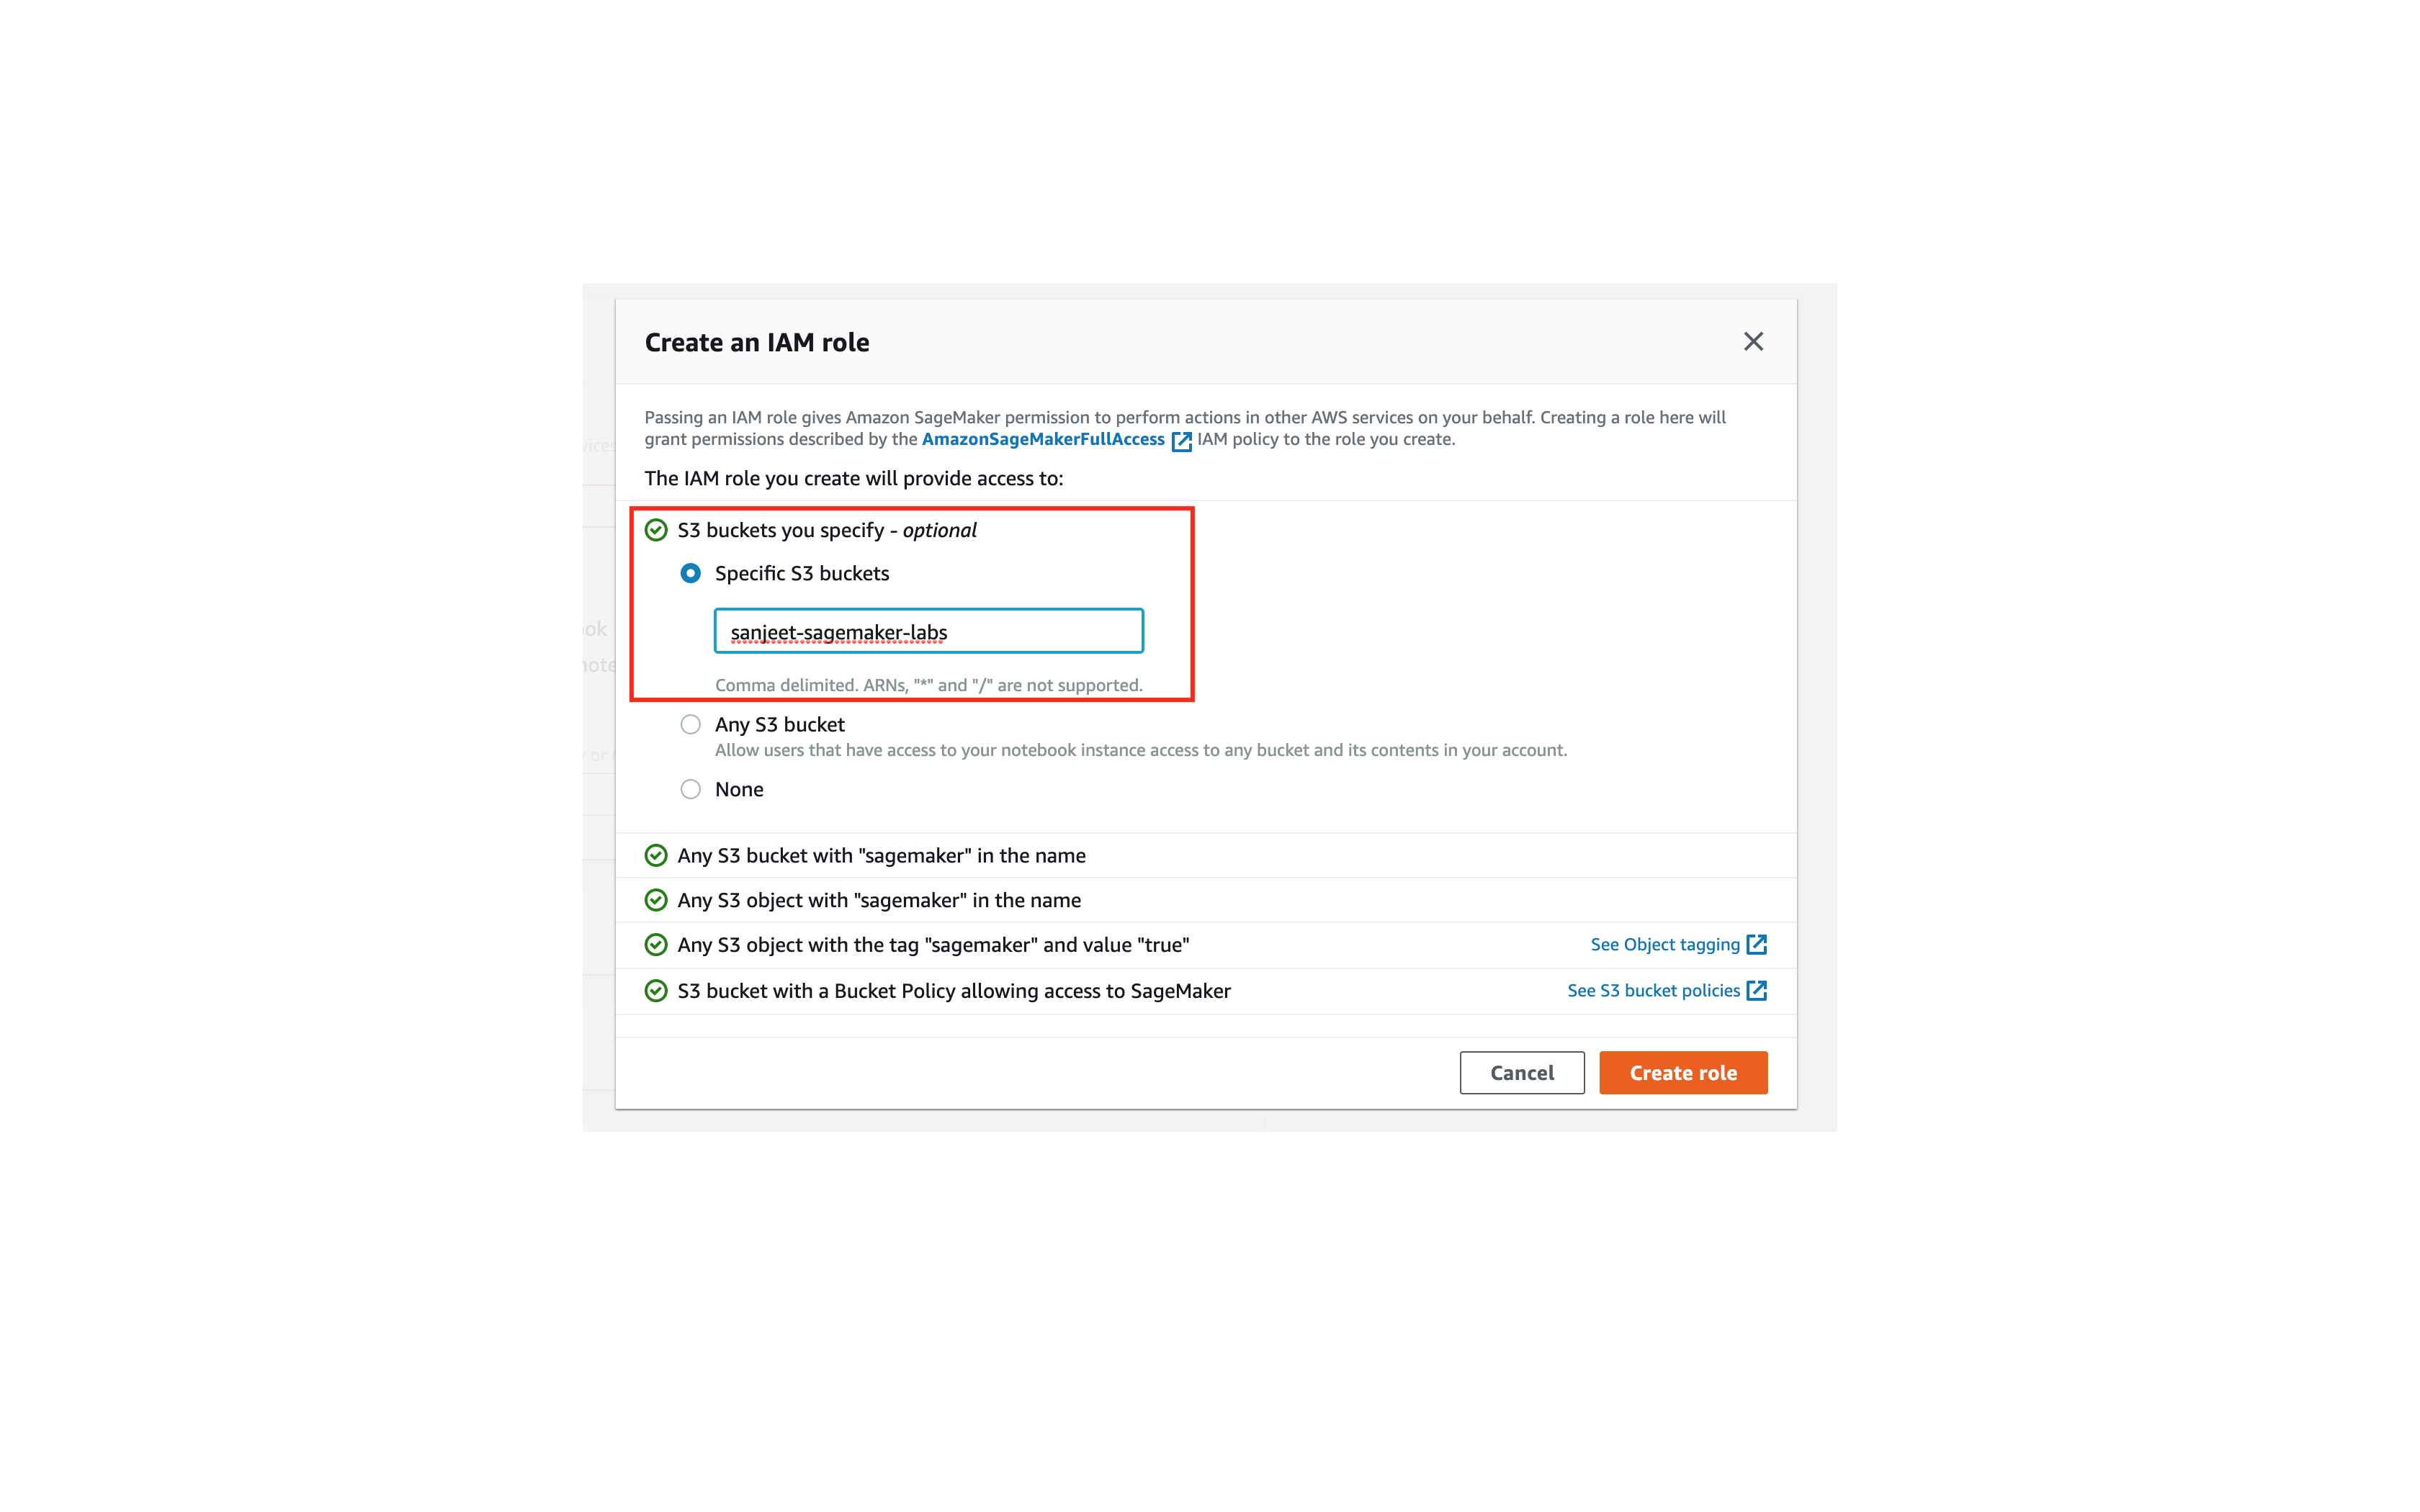 Create an IAM role
Passing an IAM role gives Amazon SageMaker permission to perform actions in other AWS services on your behalf. Creating a role here will
grant permissions described by the AmazonSageMakerFullAccess IAM policy to the role you create.
vices
The IAM role you create will provide access to:
S3 buckets you specify - optional
Specific S3 buckets
ook
sanjeet-sagemaker-labs
note
Comma delimited. ARNs, "*" and "/" are not supported.
Any S3 bucket
Allow users that have access to your notebook instance access to any bucket and its contents in your account.
None
Any S3 bucket with "sagemaker" in the name
Any S3 object with "sagemaker" in the name
Any S3 object with the tag "sagemaker" and value "true" See Object tagging
S3 bucket with a Bucket Policy allowing access to SageMaker See S3 bucket policies
Cancel Create role